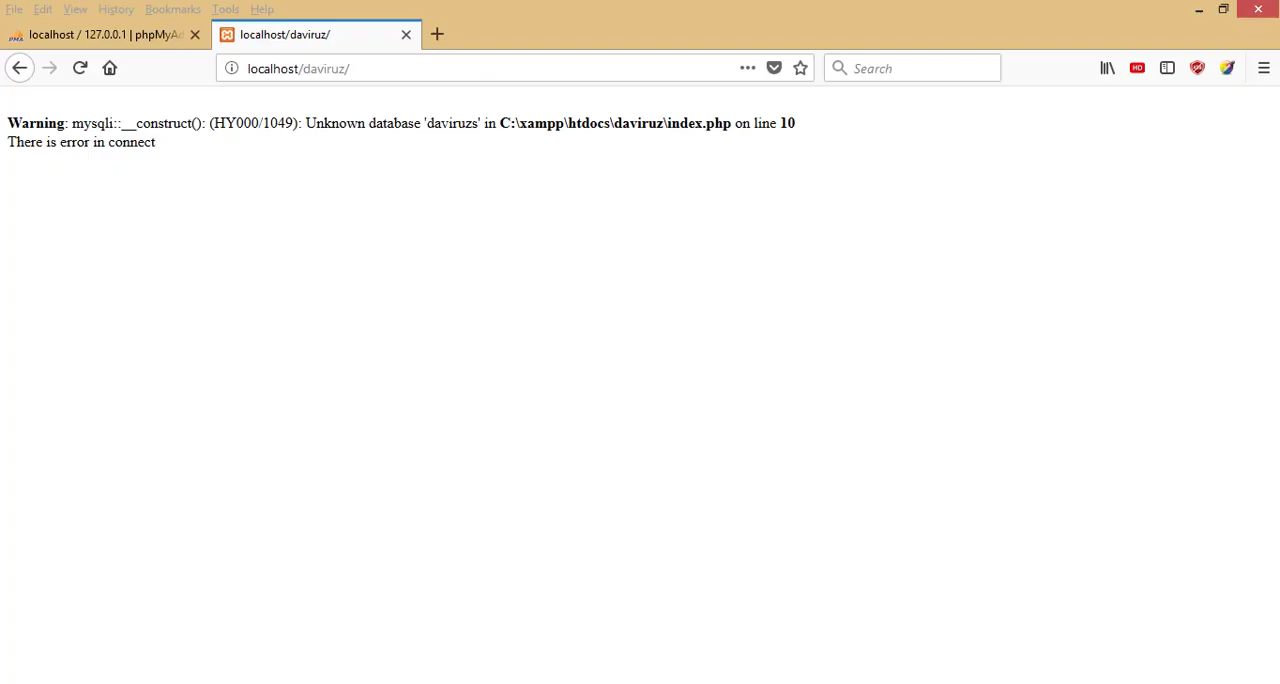 File Edit View History Bookmarks Tools Help
localhost / 127.0.0.1 | phpMyAd
localhost/daviruz/
localhost/daviruz/
Search
HD
Warning: mysqli::__construct(): (HY000/1049): Unknown database 'daviruzs' in C:\xampp\htdocs\daviruz\index.php on line 10
There is error in connect